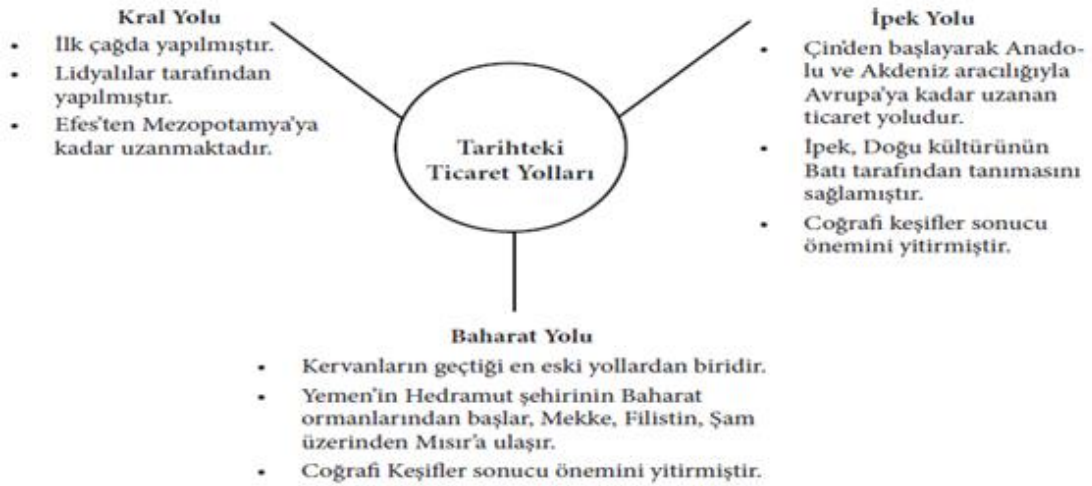 Kral Yolu
• İlk çağda yapılmıştır.
• Lidyalılar tarafından
yapılmıştır.
• Efes'ten Mezopotamya'ya
kadar uzanmaktadır.
Tarihteki
Ticaret Yolları
İpek Yolu
• Çin'den başlayarak Anado-
lu ve Akdeniz aracılığıyla
Avrupa'ya kadar uzanan
ticaret yoludur.
• İpek, Doğu kültürünün
Batı tarafından tanımasını
sağlamıştır.
• Coğrafi keşifler sonucu
önemini yitirmiştir.
Baharat Yolu
• Kervanların geçtiği en eski yollardan biridir.
• Yemen'in Hedramut şehirinin Baharat
ormanlarından başlar, Mekke, Filistin, Şam
üzerinden Mısır'a ulaşır.
• Coğrafi Keşifler sonucu önemini yitirmiştir.